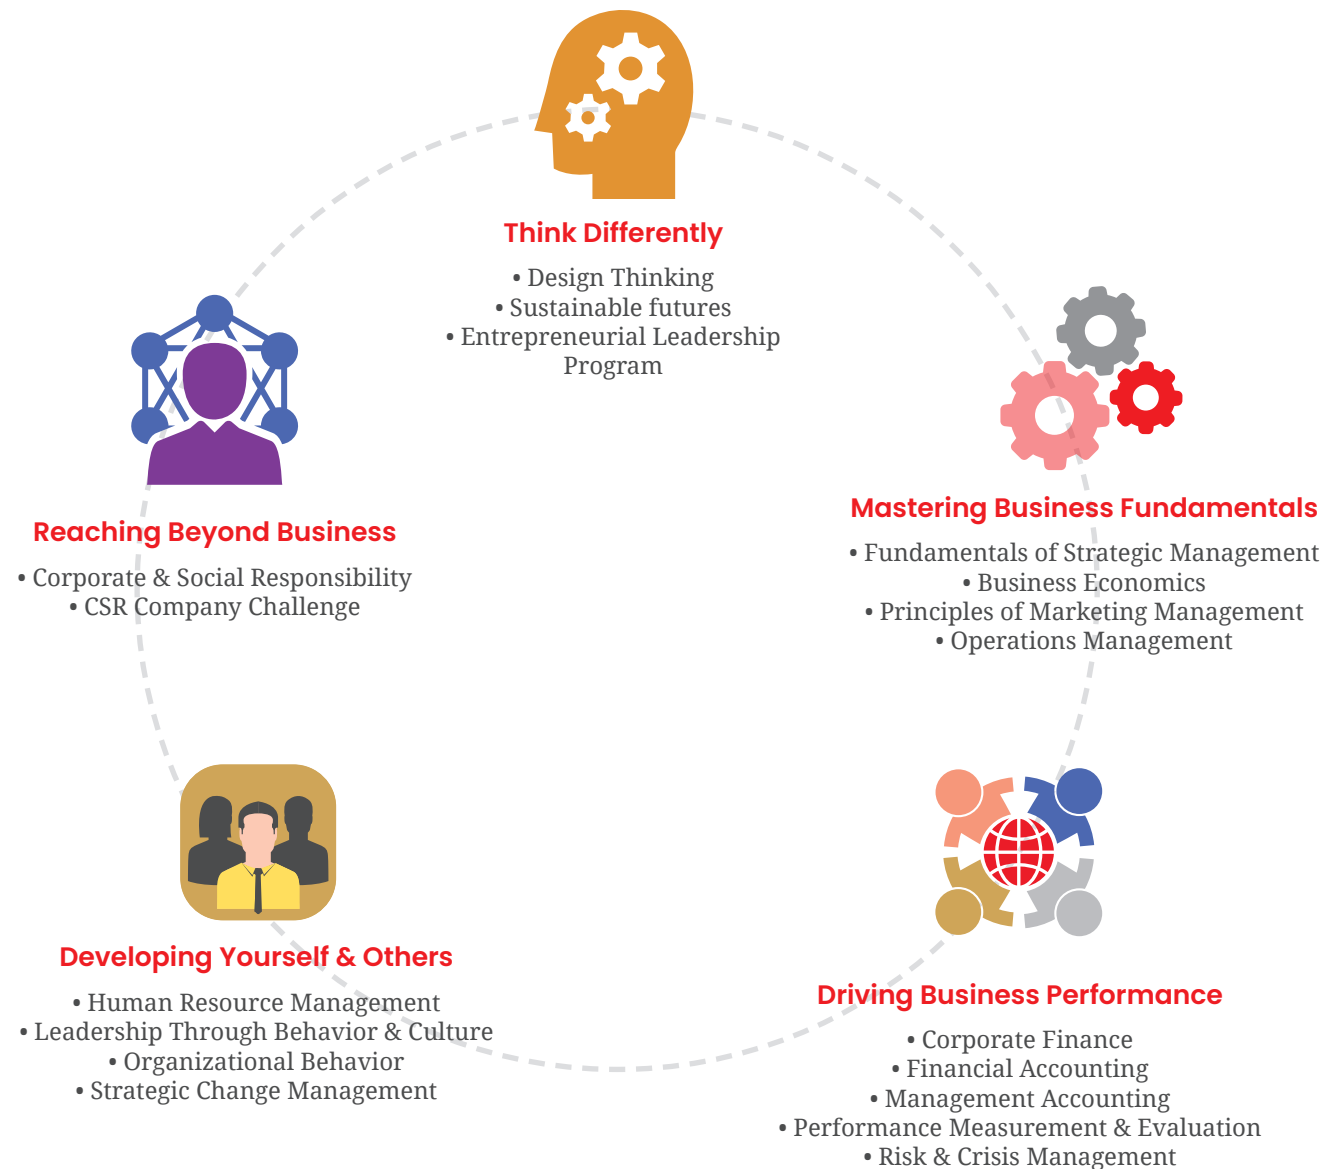 Think Differently
• Design Thinking
• Sustainable futures
• Entrepreneurial Leadership
Program
Mastering Business Fundamentals
• Fundamentals of Strategic Management
• Business Economics
• Principles of Marketing Management
• Operations Management
Reaching Beyond Business
• Corporate & Social Responsibility
• CSR Company Challenge
Developing Yourself & Others
• Human Resource Management
• Leadership Through Behavior & Culture
• Organizational Behavior
• Strategic Change Management
Driving Business Performance
• Corporate Finance
• Financial Accounting
• Management Accounting
• Performance Measurement & Evaluation
• Risk & Crisis Management